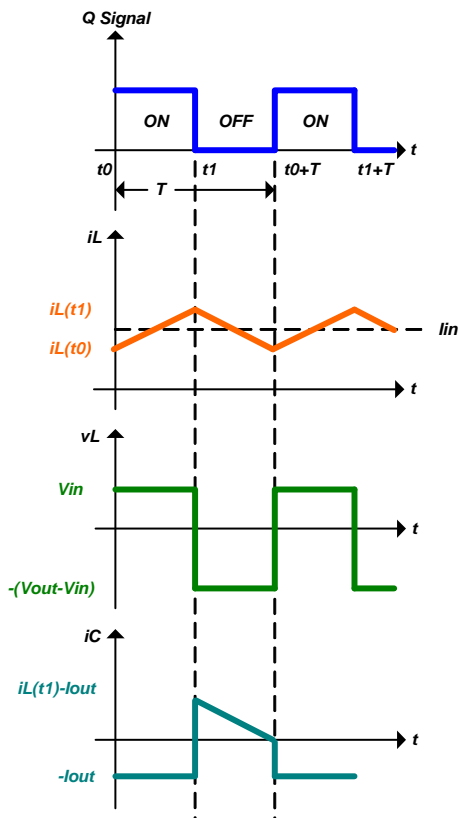 Q Signal
ON OFF ON
t
t0 t1 t0+T t1+T
T
iL
iL(t1)
Iin
iL(t0)
t
vL
Vin
t
-(Vout-Vin)
iC
iL(t1)-Iout
t
-Iout